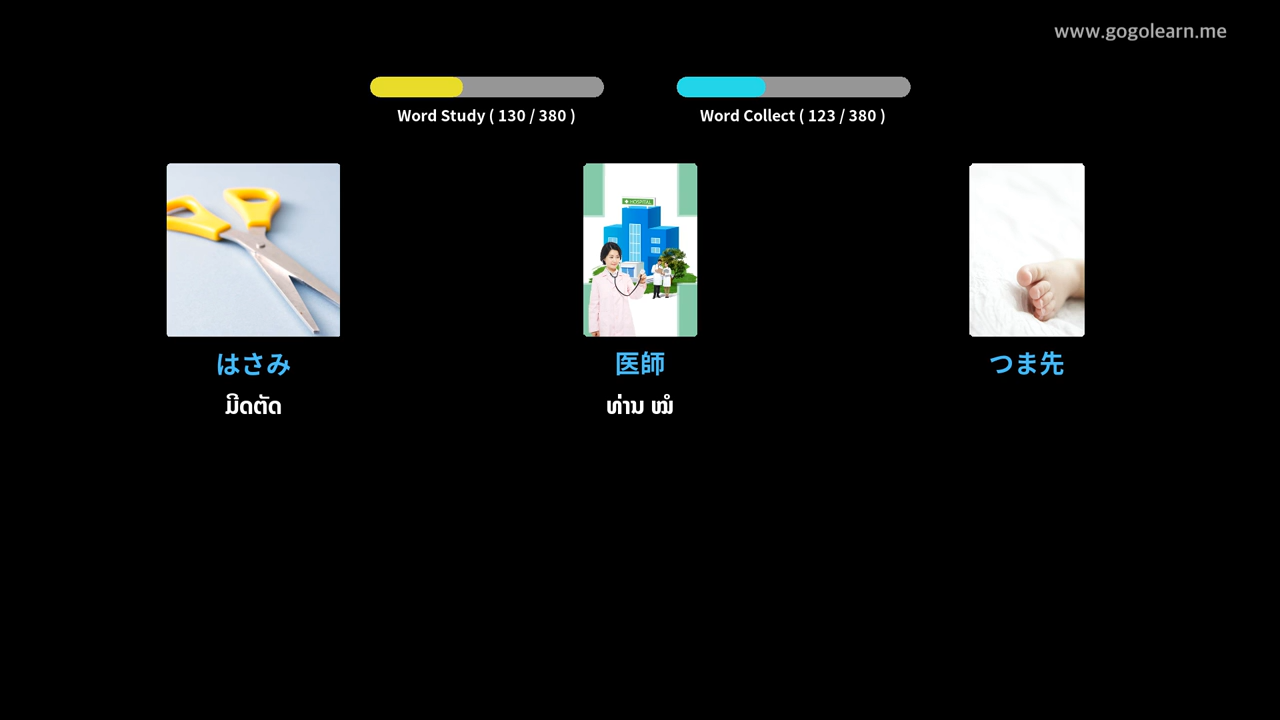 www.gogolearn.me
Word Study ( 130 / 380 )
Word Collect ( 123 / 380 )
HOSPITAL
はさみ
医師
つま先
ມີດຕັດ
ທ່ານ ໝໍ